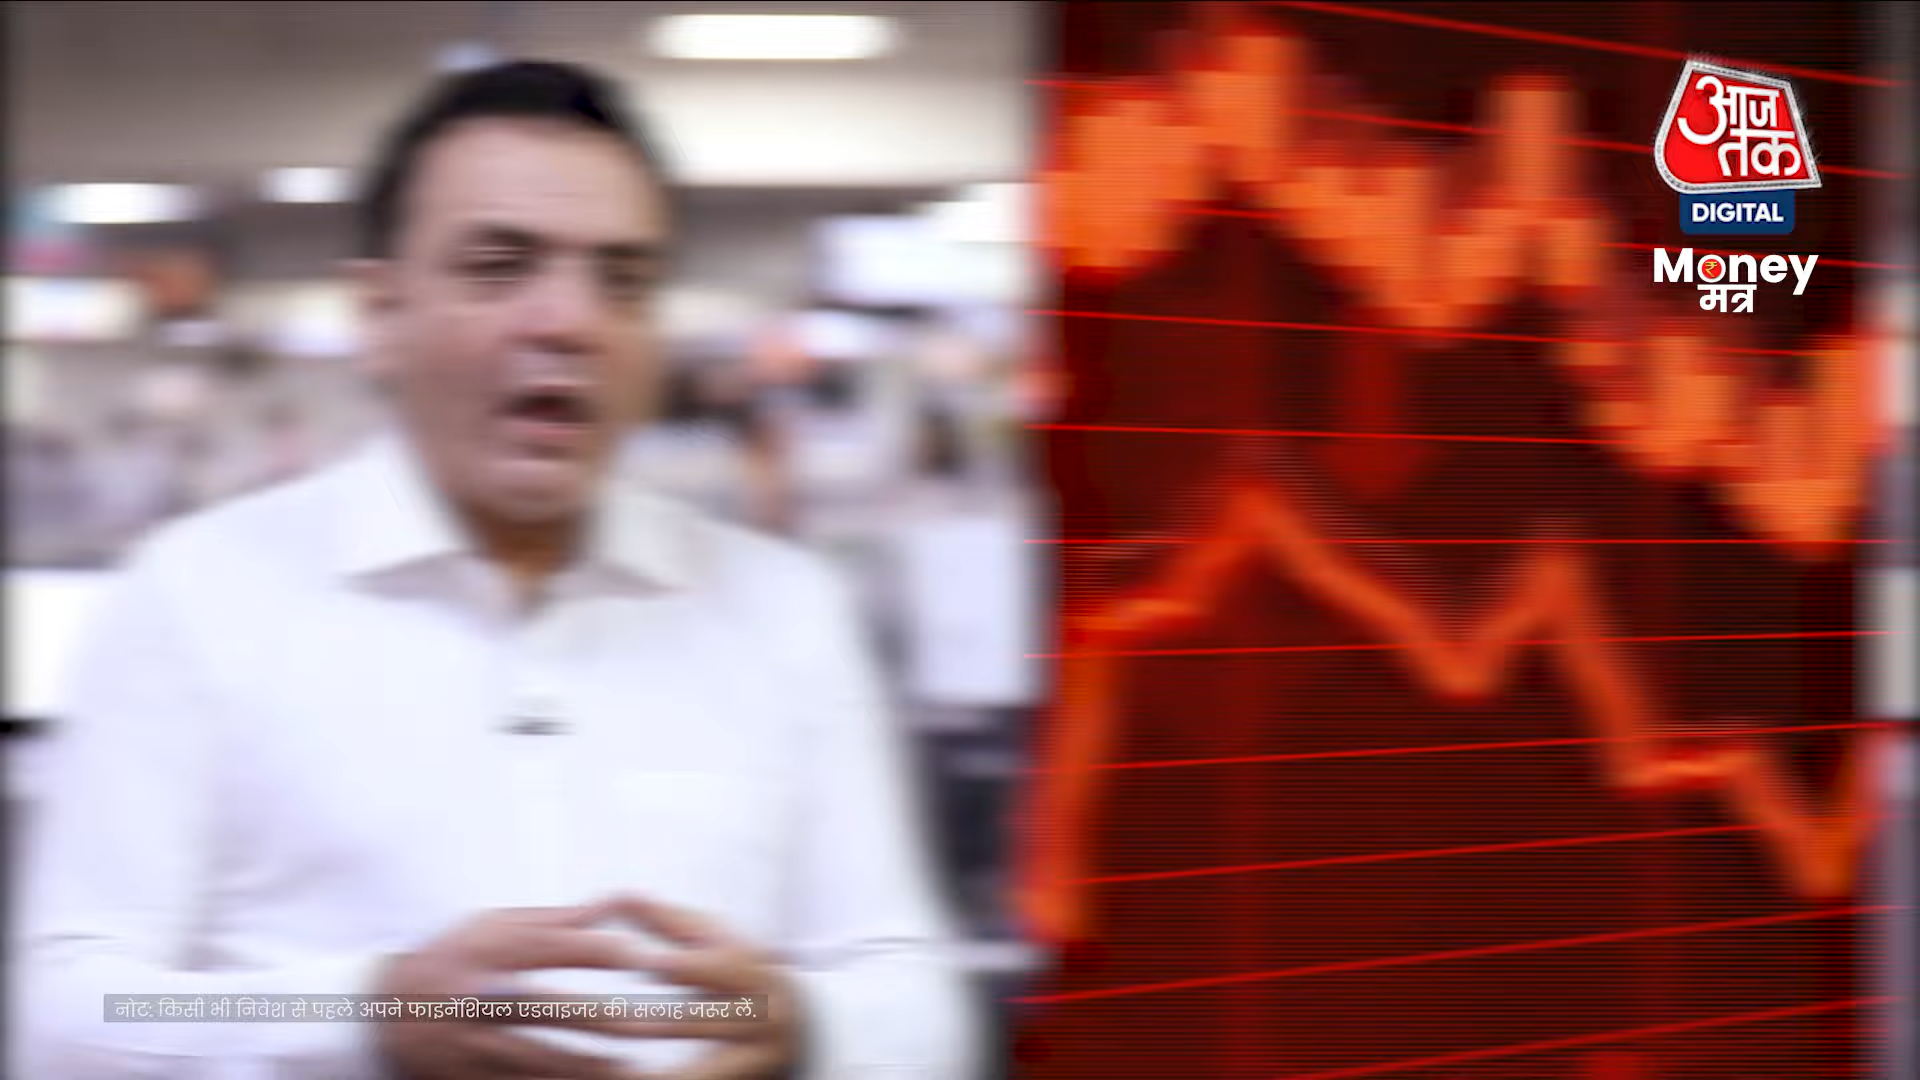 आज
तक
DIGITAL
Money
मंत्र
नोट: किसी भी निवेश से पहले अपने फाइनेंशियल एडवाइजर की सलाह जरूर लें.